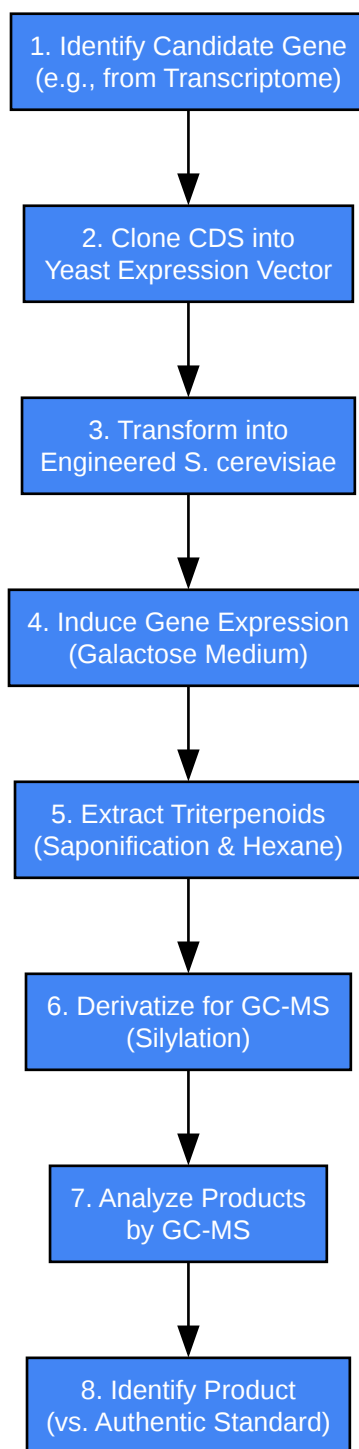 1. Identify Candidate Gene
(e.g., from Transcriptome)
2. Clone CDS into
Yeast Expression Vector
3. Transform into
Engineered S. cerevisiae
4. Induce Gene Expression
(Galactose Medium)
5. Extract Triterpenoids
(Saponification & Hexane)
6. Derivatize for GC-MS
(Silylation)
7. Analyze Products
by GC-MS
8. Identify Product
(vs. Authentic Standard)